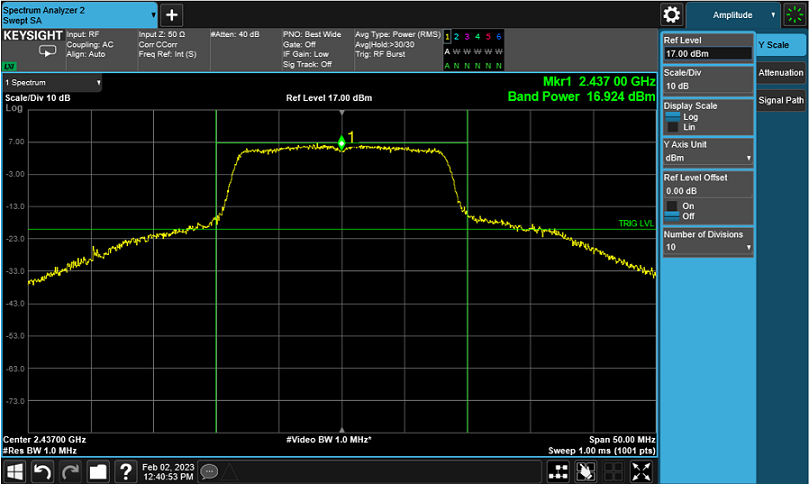 Spectrum Analyzer 2
Swept SA
+
Amplitude
KEYSIGHT
Input: RF
Coupling: AC
Align: Auto
Input Z: 50 Ω
Corr CCorr
Freq Ref: Int (S)
#Atten: 40 dB
PNO: Best Wide
Gate: Off
IF Gain: Low
Sig Track: Off
Avg Type: Power (RMS)
Avg|Hold:>30/30
Trig: RF Burst
1 2 3 4 5 6
A W W W W W
A N N N N N
LXI
1 Spectrum
Scale/Div 10 dB
Log
Ref Level 17.00 dBm
Mkr1 2.437 00 GHz
Band Power 16.924 dBm
1
7.00
-3.00
-13.0
TRIG LVL
-23.0
-33.0
-43.0
-53.0
-63.0
-73.0
Center 2.43700 GHz
#Res BW 1.0 MHz
#Video BW 1.0 MHz*
Span 50.00 MHz
Sweep 1.00 ms (1001 pts)
Ref Level
17.00 dBm
Scale/Div
10 dB
Display Scale
Log
Lin
Y Axis Unit
dBm
Ref Level Offset
0.00 dB
On
Off
Number of Divisions
10
Y Scale
Attenuation
Signal Path
?
Feb 02, 2023
12:40:53 PM